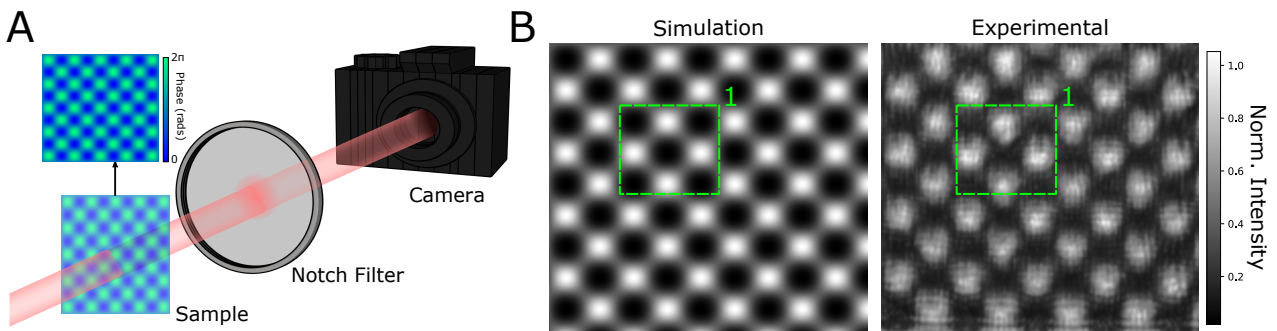 A
2π
Phase (rads)
0
Camera
Notch Filter
Sample
B
Simulation
Experimental
1
1
1.0
0.8
0.6
0.4
0.2
Norm. Intensity